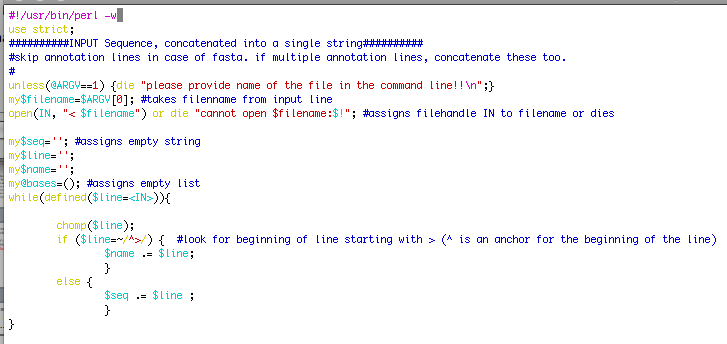 #!/usr/bin/perl -w
use strict;
##########INPUT Sequence, concatenated into a single string##########
#skip annotation lines in case of fasta. if multiple annotation lines, concatenate these too.
#
unless(@ARGV==1) {die "please provide name of the file in the command line!!\n";}
my$filename=$ARGV[0]; #takes filenname from input line
open(IN, "< $filename") or die "cannot open $filename:$!"; #assigns filehandle IN to filename or dies
my$seq=''; #assigns empty string
my$line='';
my$name='';
my@bases=(); #assigns empty list
while(defined($line=<IN>)){
chomp($line);
if ($line=~/^>/) {  #look for beginning of line starting with > (^ is an anchor for the beginning of the line)
$name .= $line;
}
else {
$seq .= $line ;
}
}